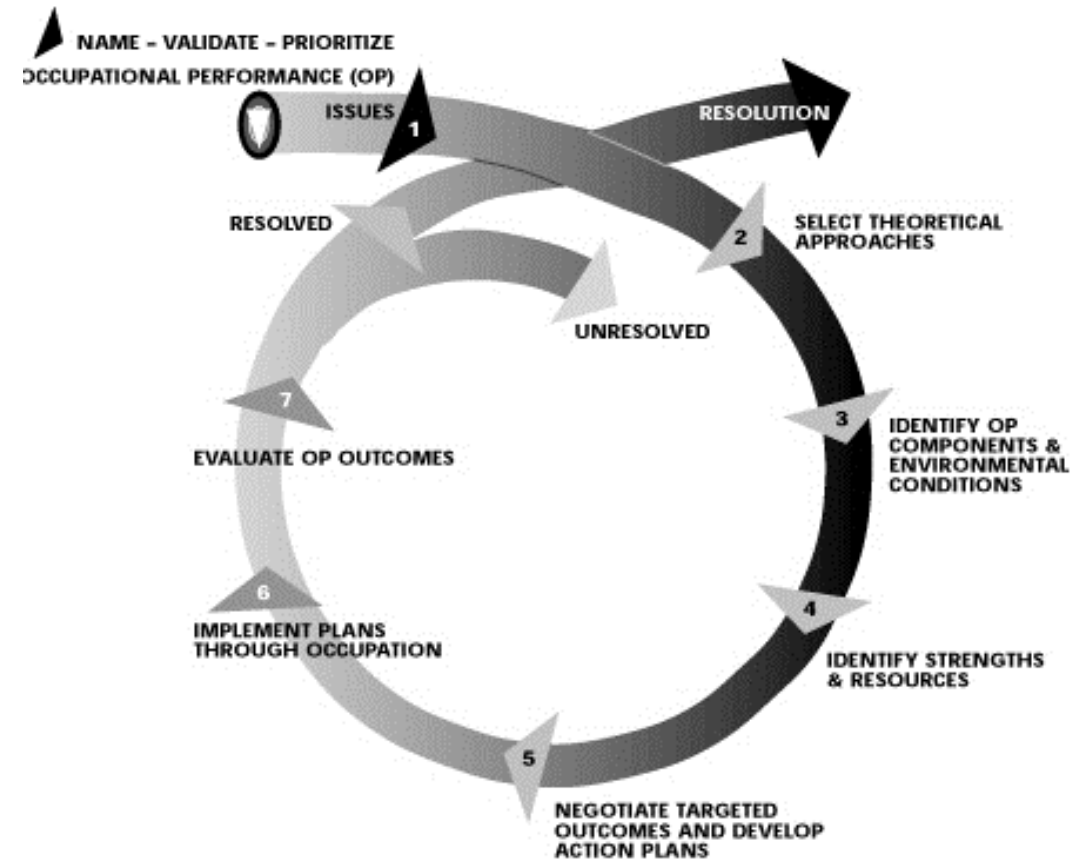 NAME – VALIDATE – PRIORITIZE
OCCUPATIONAL PERFORMANCE (OP)
ISSUES
1
RESOLUTION
RESOLVED
2
SELECT THEORETICAL
APPROACHES
UNRESOLVED
3
IDENTIFY OP
COMPONENTS &
ENVIRONMENTAL
CONDITIONS
4
IDENTIFY STRENGTHS
& RESOURCES
5
NEGOTIATE TARGETED
OUTCOMES AND DEVELOP
ACTION PLANS
6
IMPLEMENT PLANS
THROUGH OCCUPATION
7
EVALUATE OP OUTCOMES